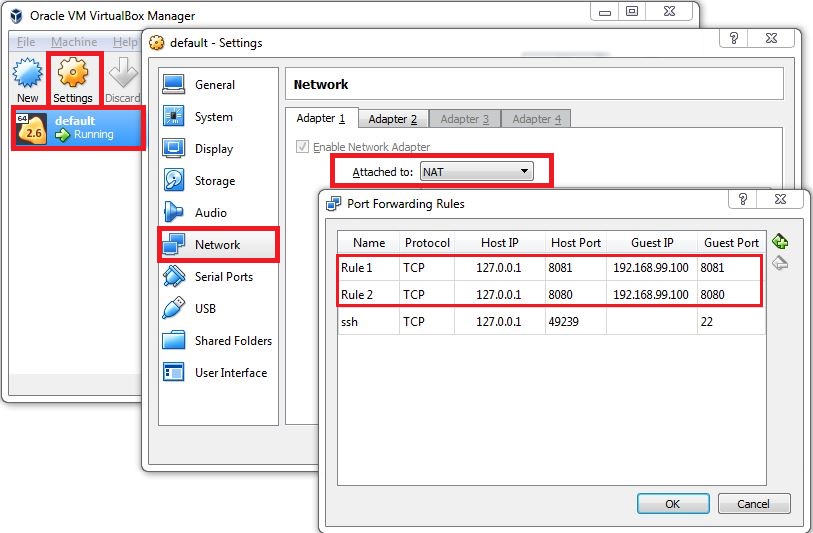 Oracle VM VirtualBox Manager
File Machine Help
New Settings Discard
64
2.6
default
Running
default - Settings
General
System
Display
Storage
Audio
Network
Serial Ports
USB
Shared Folders
User Interface
Network
Adapter 1 Adapter 2 Adapter 3 Adapter 4
Enable Network Adapter
Attached to: NAT
Port Forwarding Rules
Name Protocol Host IP Host Port Guest IP Guest Port
Rule 1 TCP 127.0.0.1 8081 192.168.99.100 8081
Rule 2 TCP 127.0.0.1 8080 192.168.99.100 8080
ssh TCP 127.0.0.1 49239 22
OK Cancel